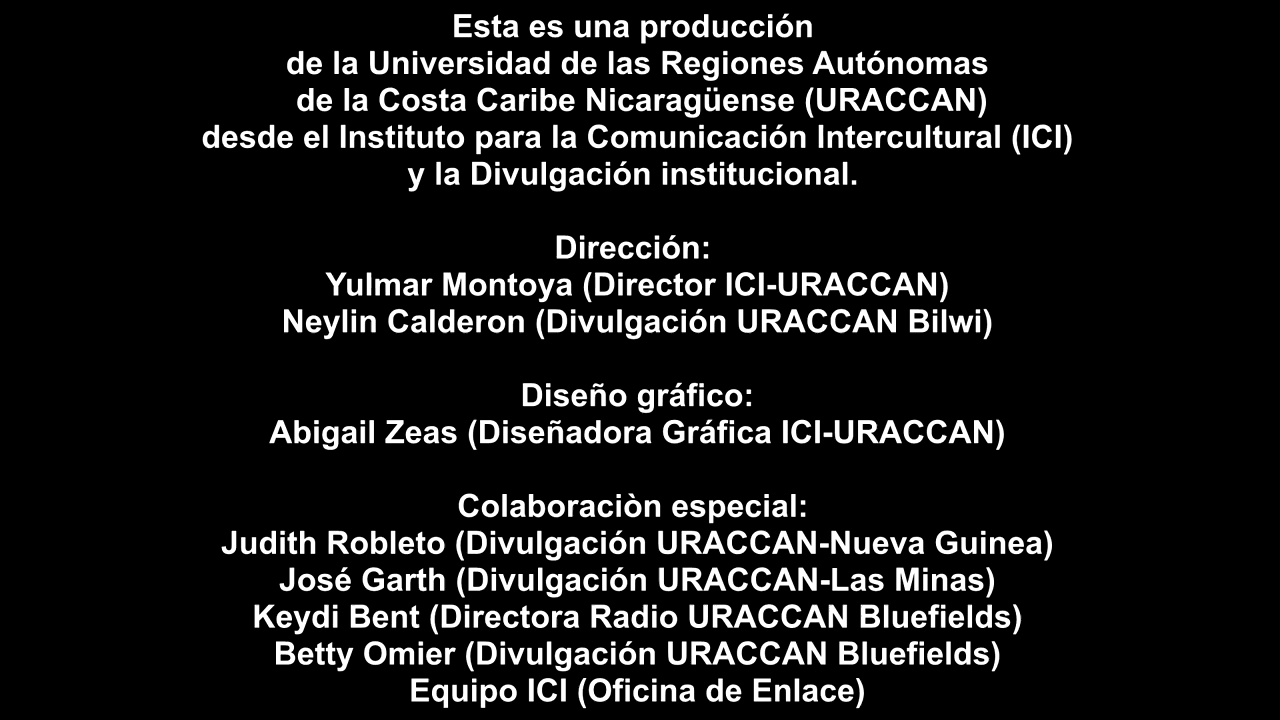 Esta es una producción
de la Universidad de las Regiones Autónomas
de la Costa Caribe Nicaragüense (URACCAN)
desde el Instituto para la Comunicación Intercultural (ICI)
y la Divulgación institucional.
Dirección:
Yulmar Montoya (Director ICI-URACCAN)
Neylin Calderon (Divulgación URACCAN Bilwi)
Diseño gráfico:
Abigail Zeas (Diseñadora Gráfica ICI-URACCAN)
Colaboraciòn especial:
Judith Robleto (Divulgación URACCAN-Nueva Guinea)
José Garth (Divulgación URACCAN-Las Minas)
Keydi Bent (Directora Radio URACCAN Bluefields)
Betty Omier (Divulgación URACCAN Bluefields)
Equipo ICI (Oficina de Enlace)